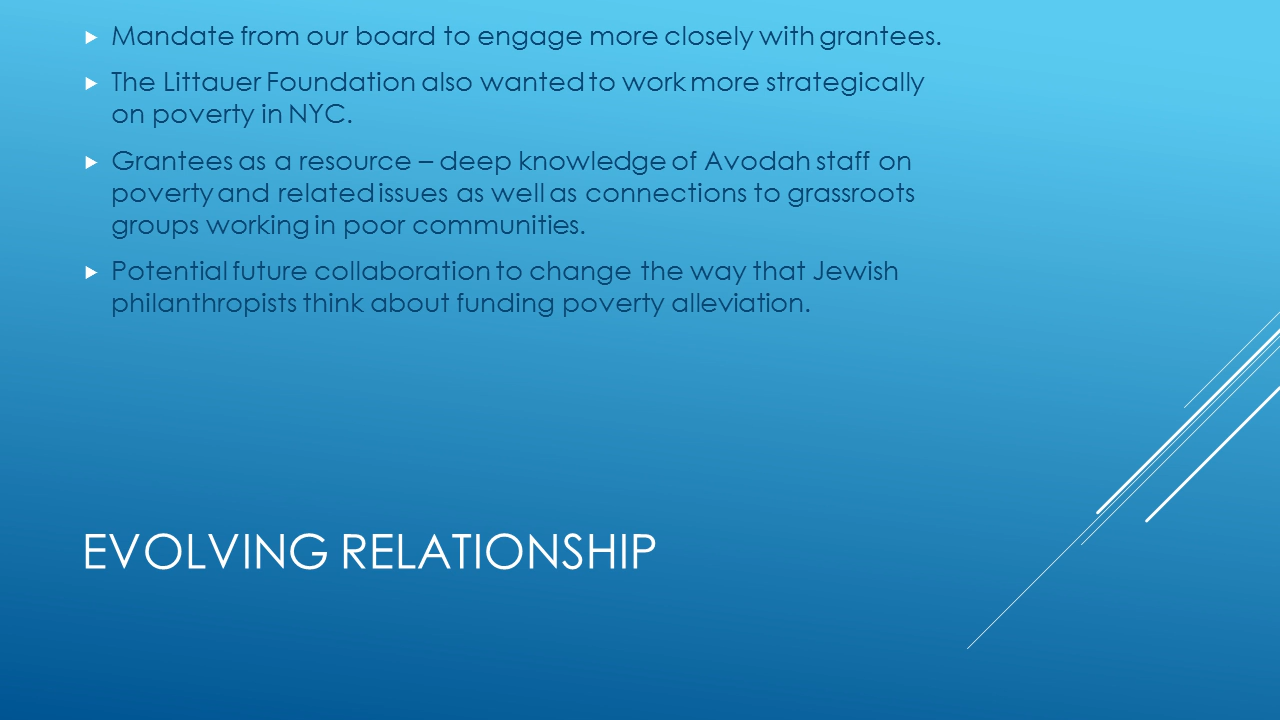 Mandate from our board to engage more closely with grantees.
The Littauer Foundation also wanted to work more strategically
on poverty in NYC.
Grantees as a resource – deep knowledge of Avodah staff on
poverty and related issues as well as connections to grassroots
groups working in poor communities.
Potential future collaboration to change the way that Jewish
philanthropists think about funding poverty alleviation.
EVOLVING RELATIONSHIP